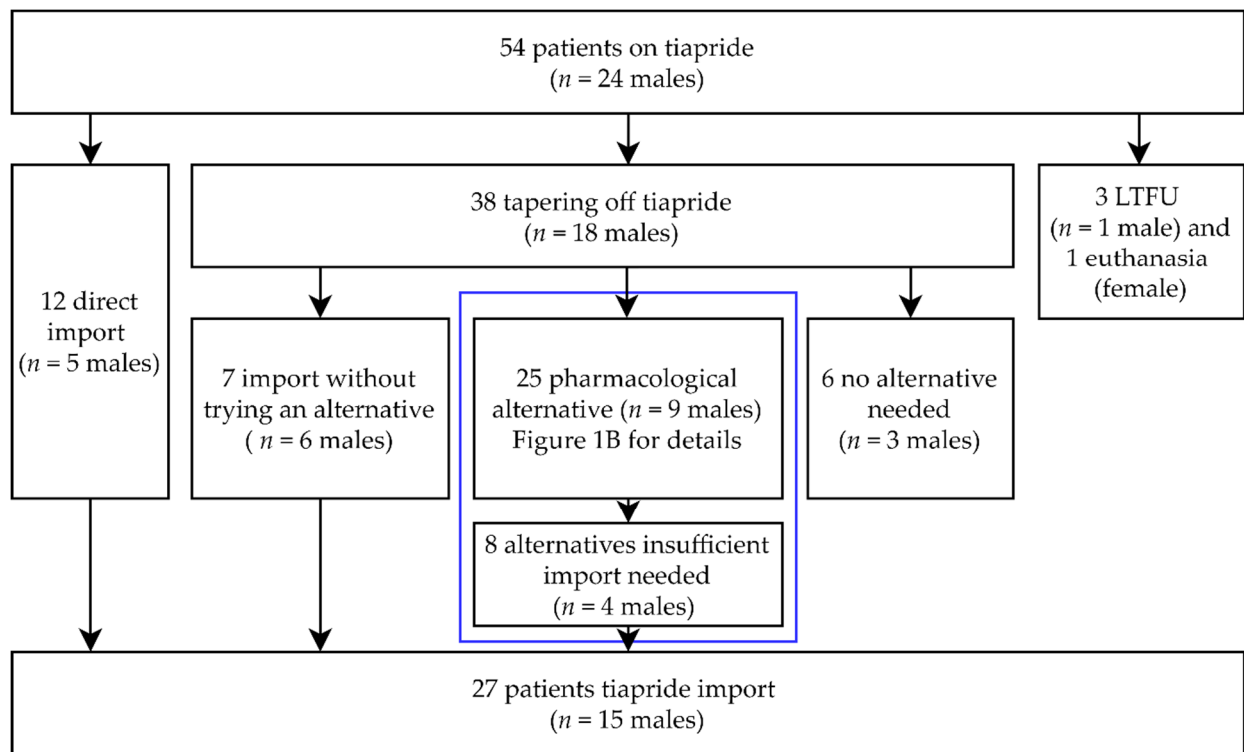 54 patients on tiapride
(n = 24 males)
12 direct
import
(n = 5 males)
38 tapering off tiapride
(n = 18 males)
3 LTFU
(n = 1 male) and
1 euthanasia
(female)
7 import without
trying an alternative
( n = 6 males)
25 pharmacological
alternative (n = 9 males)
Figure 1B for details
6 no alternative
needed
(n = 3 males)
8 alternatives insufficient
import needed
(n = 4 males)
27 patients tiapride import
(n = 15 males)